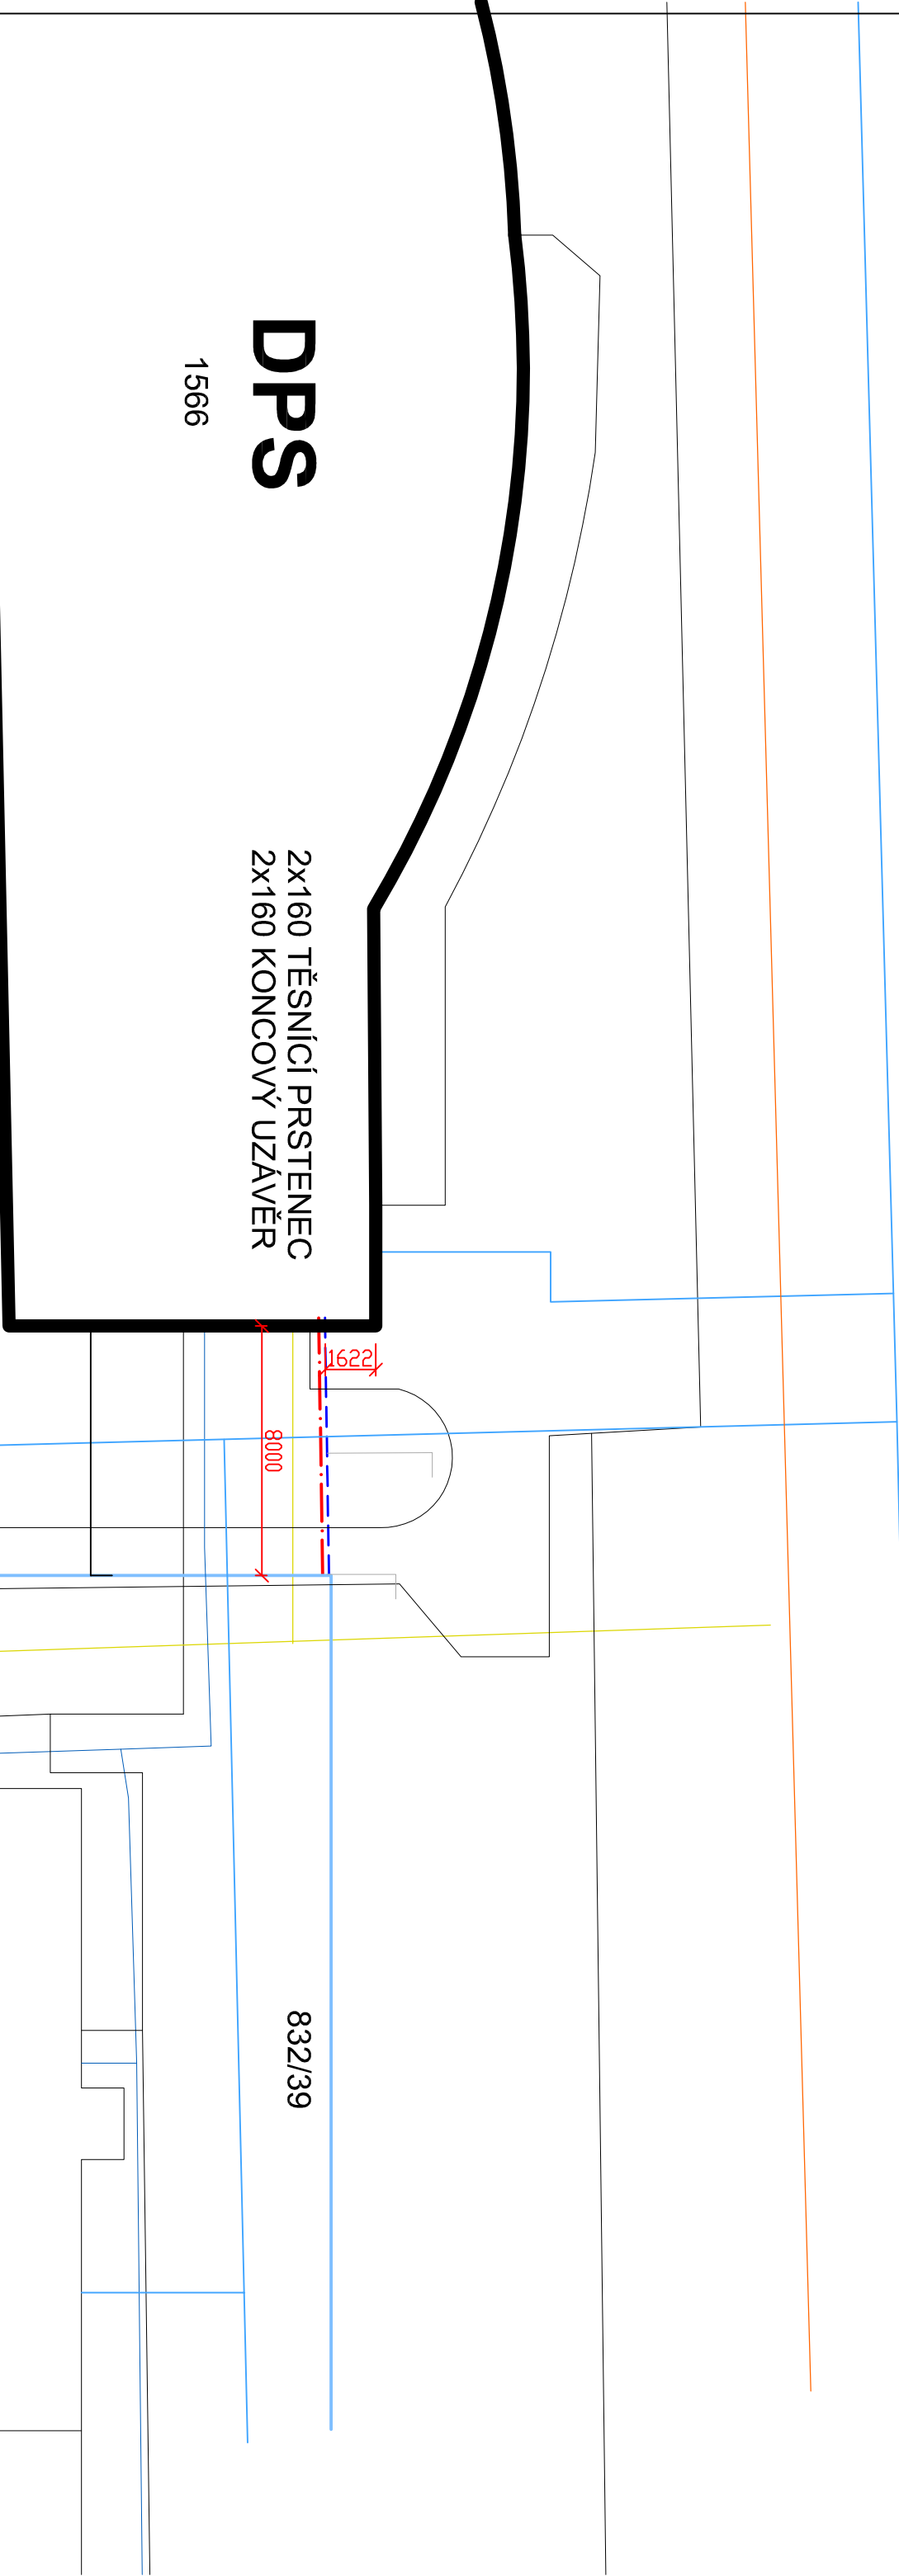 DPS
1566
2x160 TĚSNÍCÍ PRSTENEC
2x160 KONCOVÝ UZÁVĚR
1622
8000
832/39